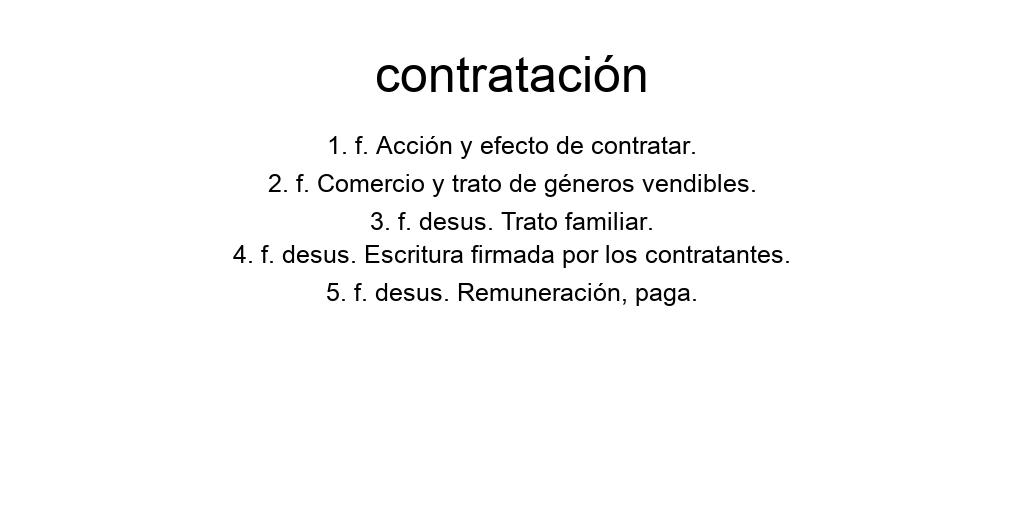 contratación
1. f. Acción y efecto de contratar.
2. f. Comercio y trato de géneros vendibles.
3. f. desus. Trato familiar.
4. f. desus. Escritura firmada por los contratantes.
5. f. desus. Remuneración, paga.